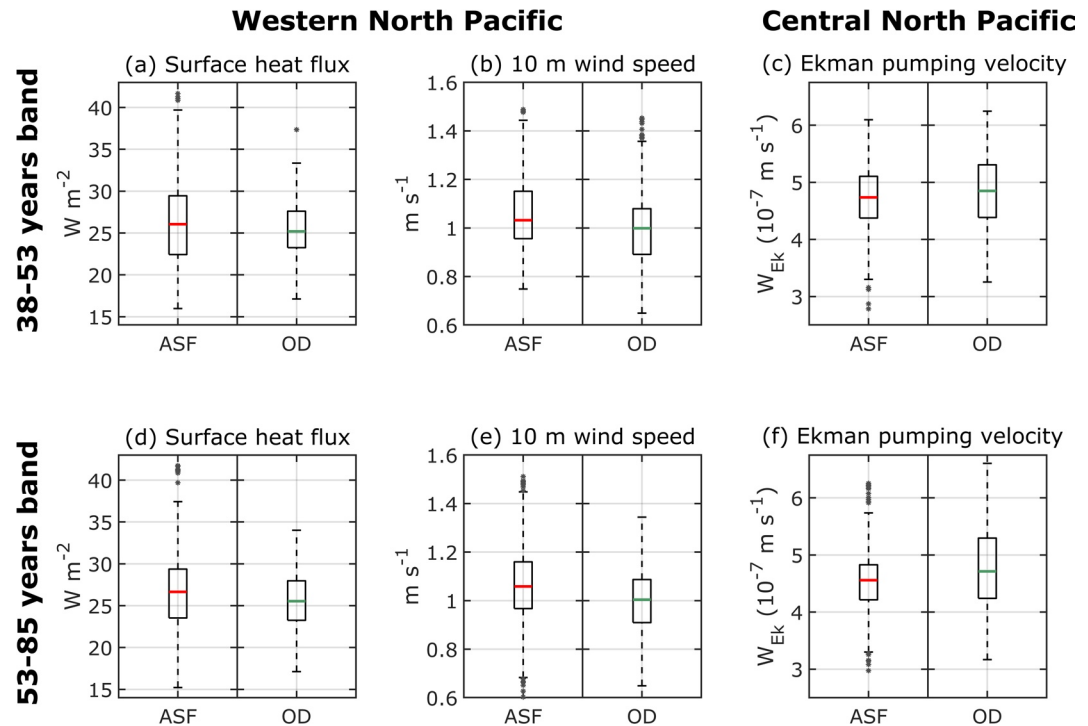 Western North Pacific
Central North Pacific
38-53 years band
(a) Surface heat flux
W m⁻²
40
35
30
25
20
15
ASF
OD
(b) 10 m wind speed
m s⁻¹
1.6
1.4
1.2
1
0.8
0.6
ASF
OD
(c) Ekman pumping velocity
W_Ek (10⁻⁷ m s⁻¹)
6
5
4
3
ASF
OD
53-85 years band
(d) Surface heat flux
W m⁻²
40
35
30
25
20
15
ASF
OD
(e) 10 m wind speed
m s⁻¹
1.6
1.4
1.2
1
0.8
0.6
ASF
OD
(f) Ekman pumping velocity
W_Ek (10⁻⁷ m s⁻¹)
6
5
4
3
ASF
OD